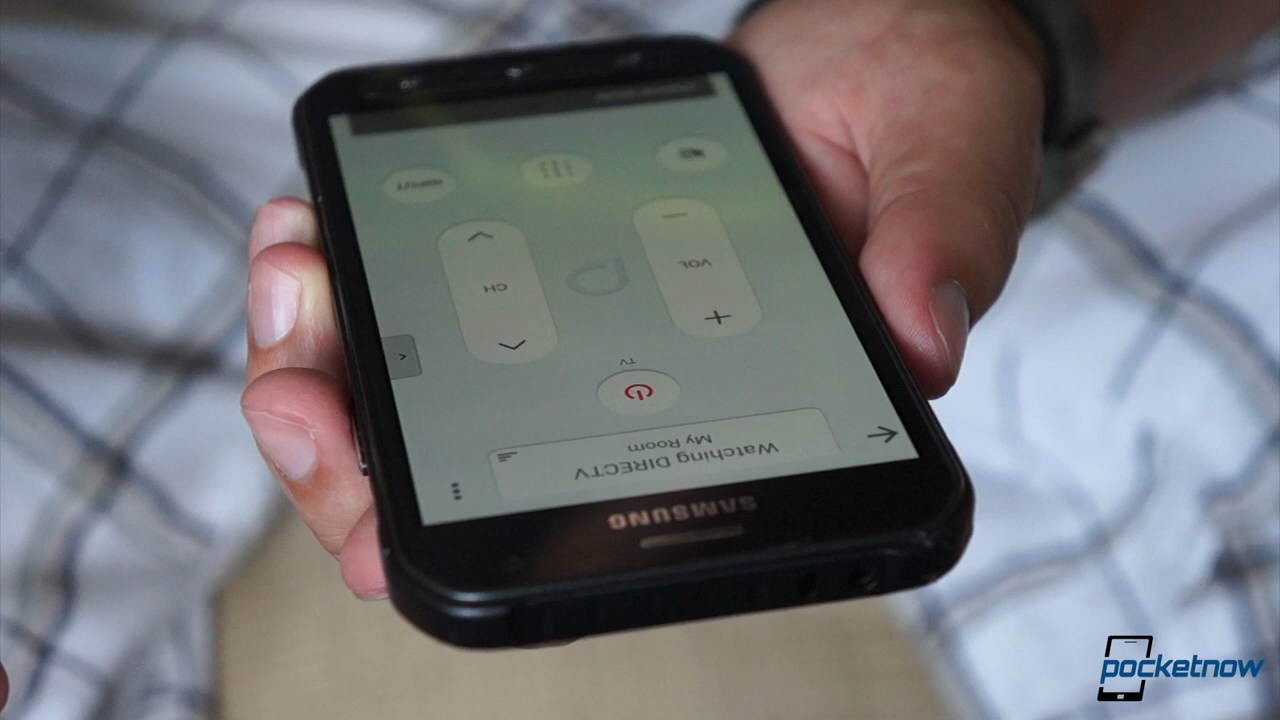 SAMSUNG
Watching DIRECTV
My Room
TV
VOL
CH
pocketnow